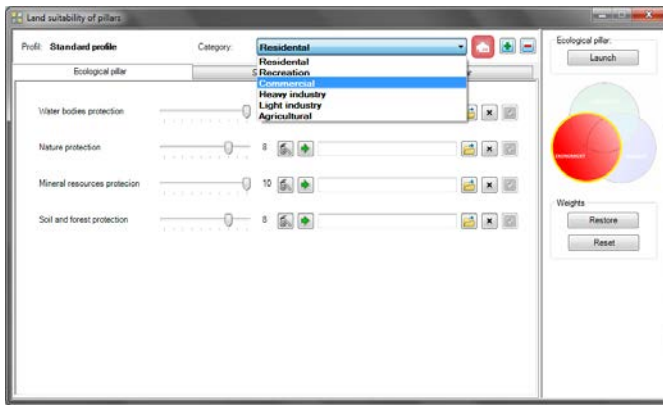 Land suitability of pillars
Profil: Standard profile
Category:
Residental
Residental
Recreation
Commercial
Heavy industry
Light industry
Agricultural
Ecological pillar
Water bodies protection
Nature protection
8
Mineral resources protecion
10
Soil and forest protection
8
Ecological pillar:
Launch
Weights
Restore
Reset